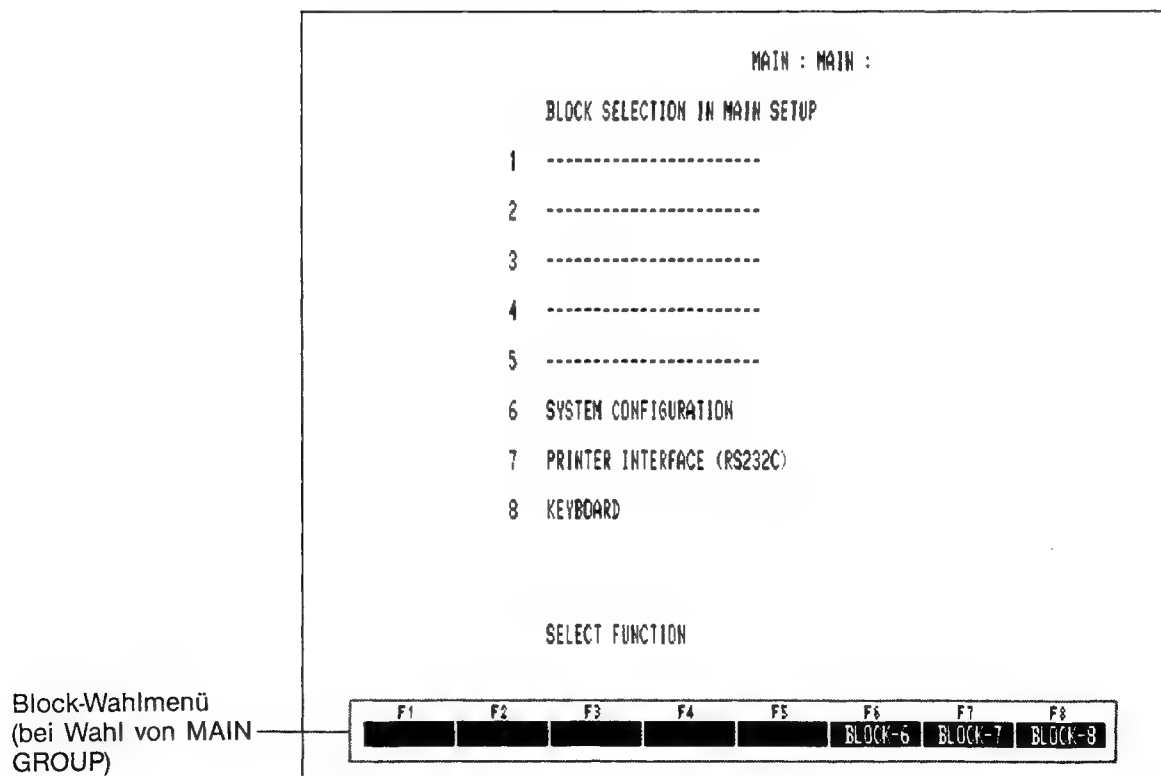 MAIN : MAIN :
BLOCK SELECTION IN MAIN SETUP
1 -----------------------
2 -----------------------
3 -----------------------
4 -----------------------
5 -----------------------
6 SYSTEM CONFIGURATION
7 PRINTER INTERFACE (RS232C)
8 KEYBOARD
SELECT FUNCTION
Block-Wahlmenü
(bei Wahl von MAIN
GROUP)
F1 F2 F3 F4 F5 F6 F7 F8
BLOCK-6 BLOCK-7 BLOCK-8